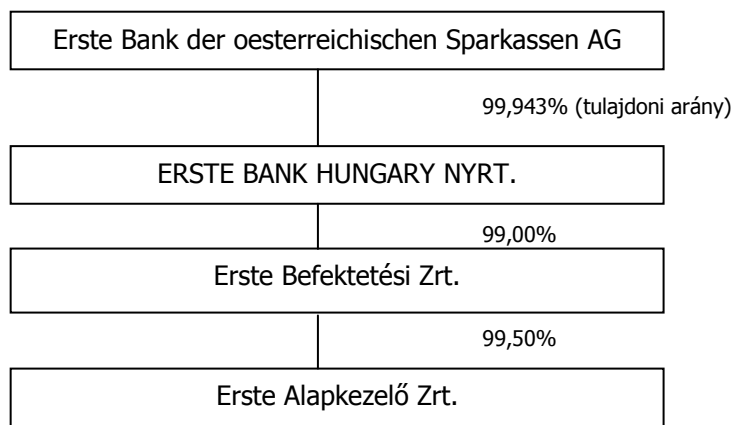 Erste Bank der oesterreichischen Sparkassen AG
99,943% (tulajdoni arány)
ERSTE BANK HUNGARY NYRT.
99,00%
Erste Befektetési Zrt.
99,50%
Erste Alapkezelő Zrt.